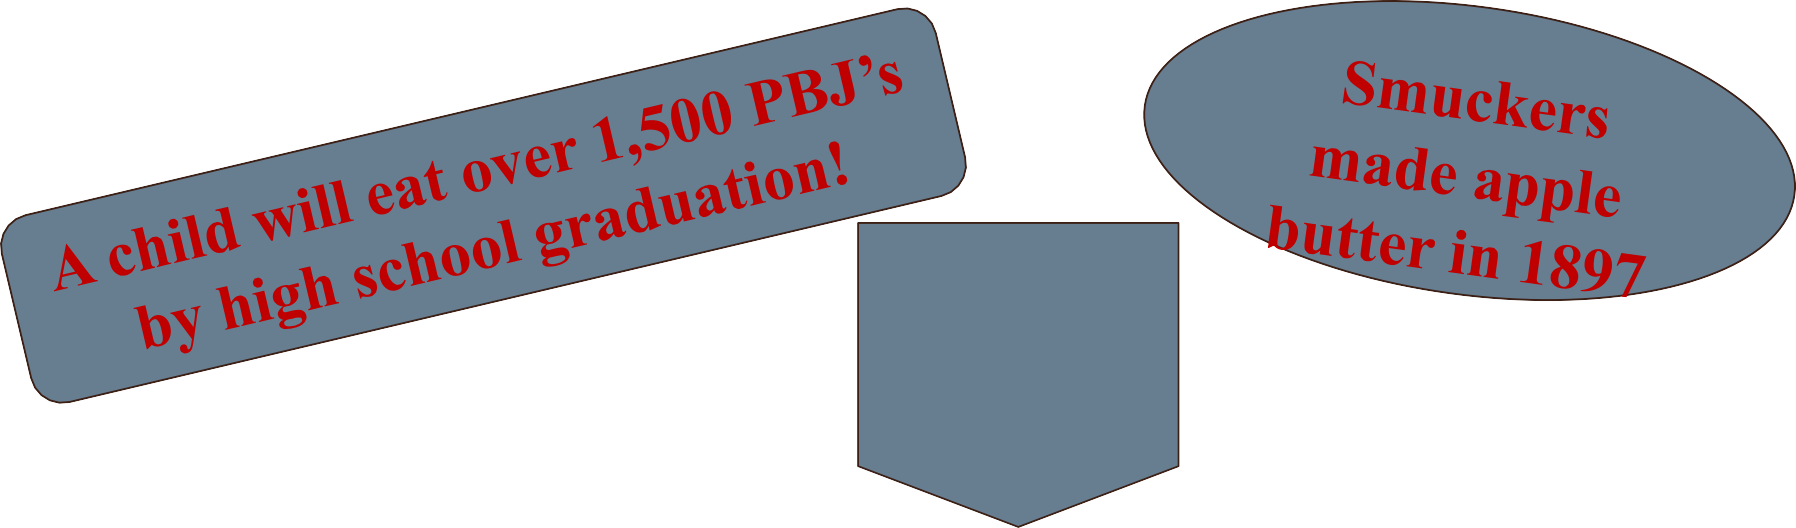 A child will eat over 1,500 PBJ’s
by high school graduation!
Smuckers
made apple
butter in 1897